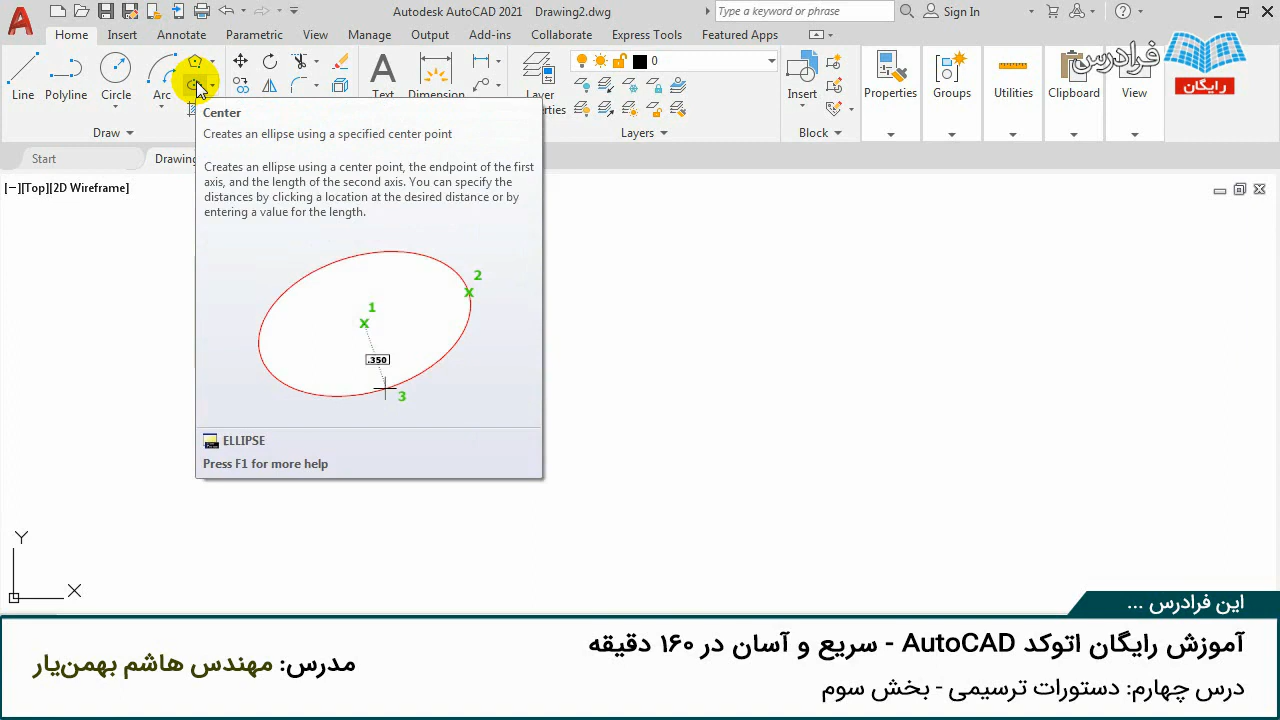 Autodesk AutoCAD 2021 Drawing2.dwg
Type a keyword or phrase
Sign In
Home Insert Annotate Parametric View Manage Output Add-ins Collaborate Express Tools Featured Apps
0
فرادرس
رایگان
Line Polyline Circle Arc Text Dimension Layer
Properties
Insert Properties Groups Utilities Clipboard View
Draw Layers Block
Start Drawing
[−][Top][2D Wireframe]
Center
Creates an ellipse using a specified center point
Creates an ellipse using a center point, the endpoint of the first
axis, and the length of the second axis. You can specify the
distances by clicking a location at the desired distance or by
entering a value for the length.
2
1
.350
3
ELLIPSE
Press F1 for more help
Y
X
این فرادرس ...
آموزش رایگان اتوکد AutoCAD - سریع و آسان در ۱۶۰ دقیقه
مدرس: مهندس هاشم بهمن‌یار
درس چهارم: دستورات ترسیمی - بخش سوم